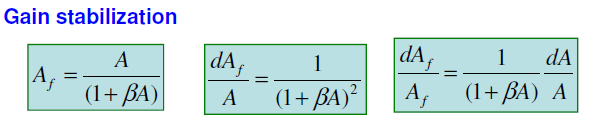 Gain stabilization
A_f = A / (1+βA)
dA_f / A = 1 / (1+βA)²
dA_f / A_f = 1 / (1+βA) dA / A